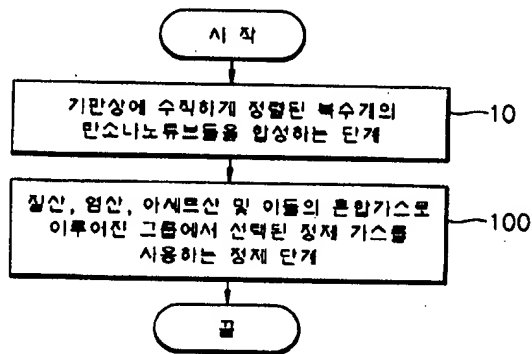 시 작
기판상에 수직하게 정렬된 복수개의
탄소나노튜브들을 합성하는 단계
10
질산, 염산, 아세트산 및 이들의 혼합가스로
이루어진 그룹에서 선택된 정제 가스를
사용하는 정제 단계
100
끝